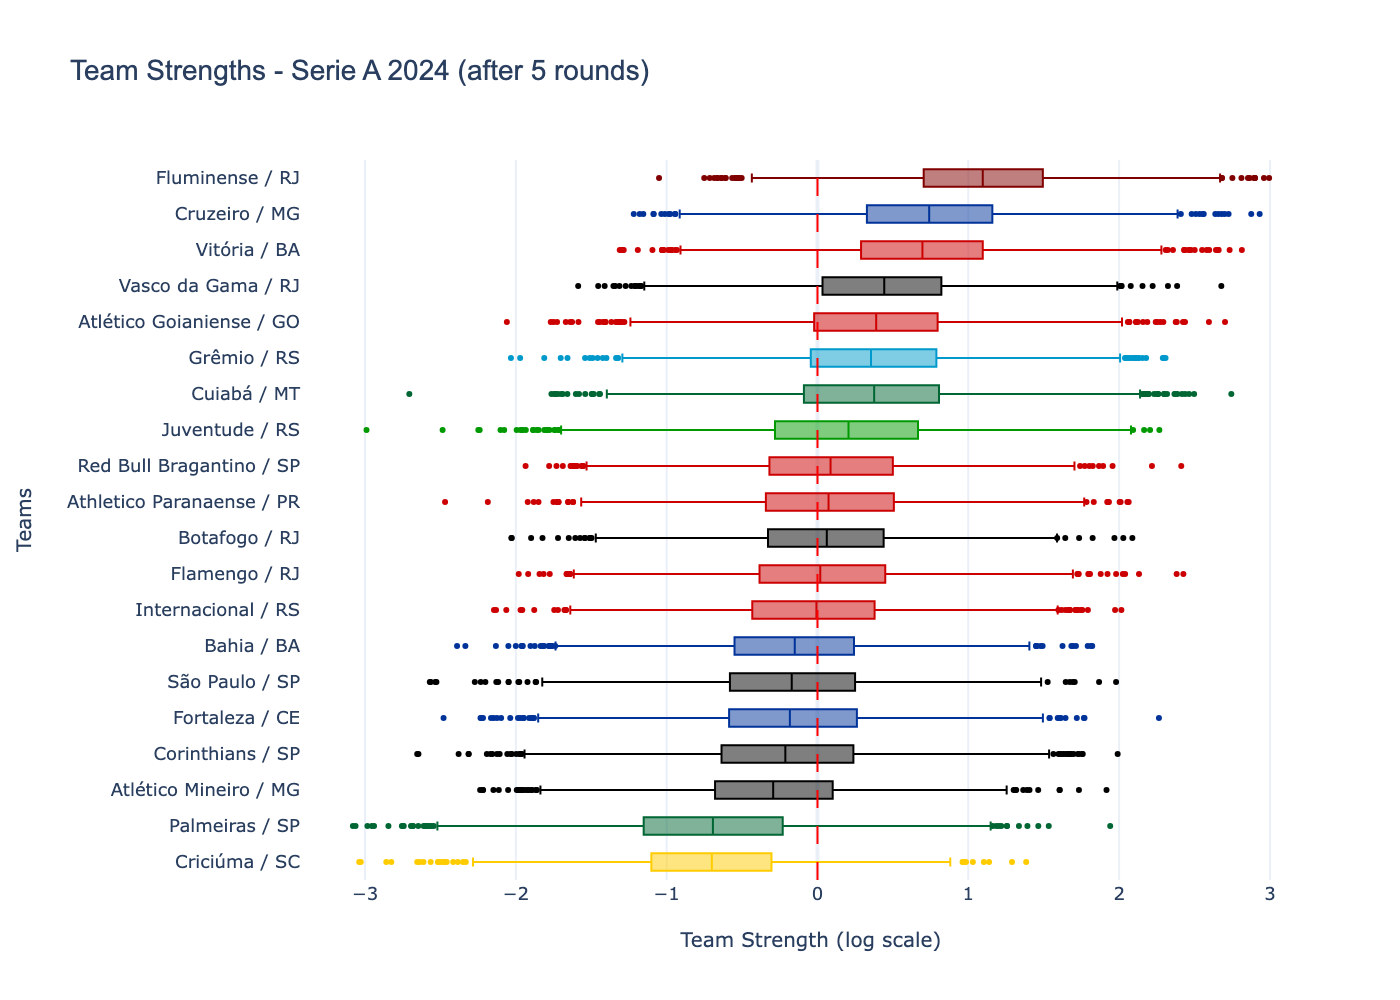 Team Strengths - Serie A 2024 (after 5 rounds)
Teams
Fluminense / RJ
Cruzeiro / MG
Vitória / BA
Vasco da Gama / RJ
Atlético Goianiense / GO
Grêmio / RS
Cuiabá / MT
Juventude / RS
Red Bull Bragantino / SP
Athletico Paranaense / PR
Botafogo / RJ
Flamengo / RJ
Internacional / RS
Bahia / BA
São Paulo / SP
Fortaleza / CE
Corinthians / SP
Atlético Mineiro / MG
Palmeiras / SP
Criciúma / SC
−3 −2 −1 0 1 2 3
Team Strength (log scale)